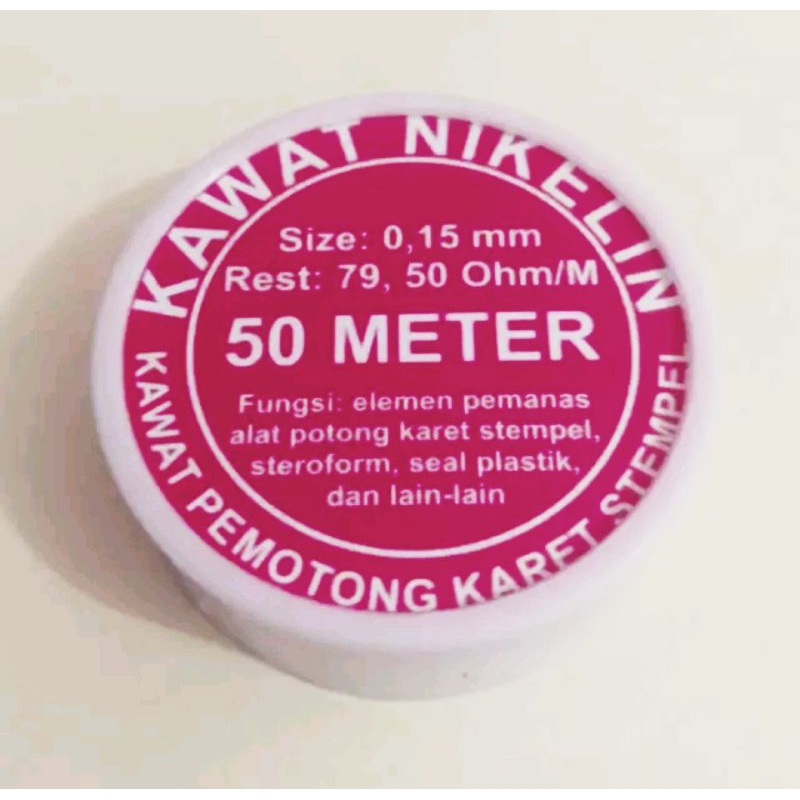 KAWAT NIKELIN
Size: 0,15 mm
Rest: 79, 50 Ohm/M
50 METER
Fungsi: elemen pemanas
alat potong karet stempel,
steroform, seal plastik,
dan lain-lain
KAWAT PEMOTONG KARET STEMPEL